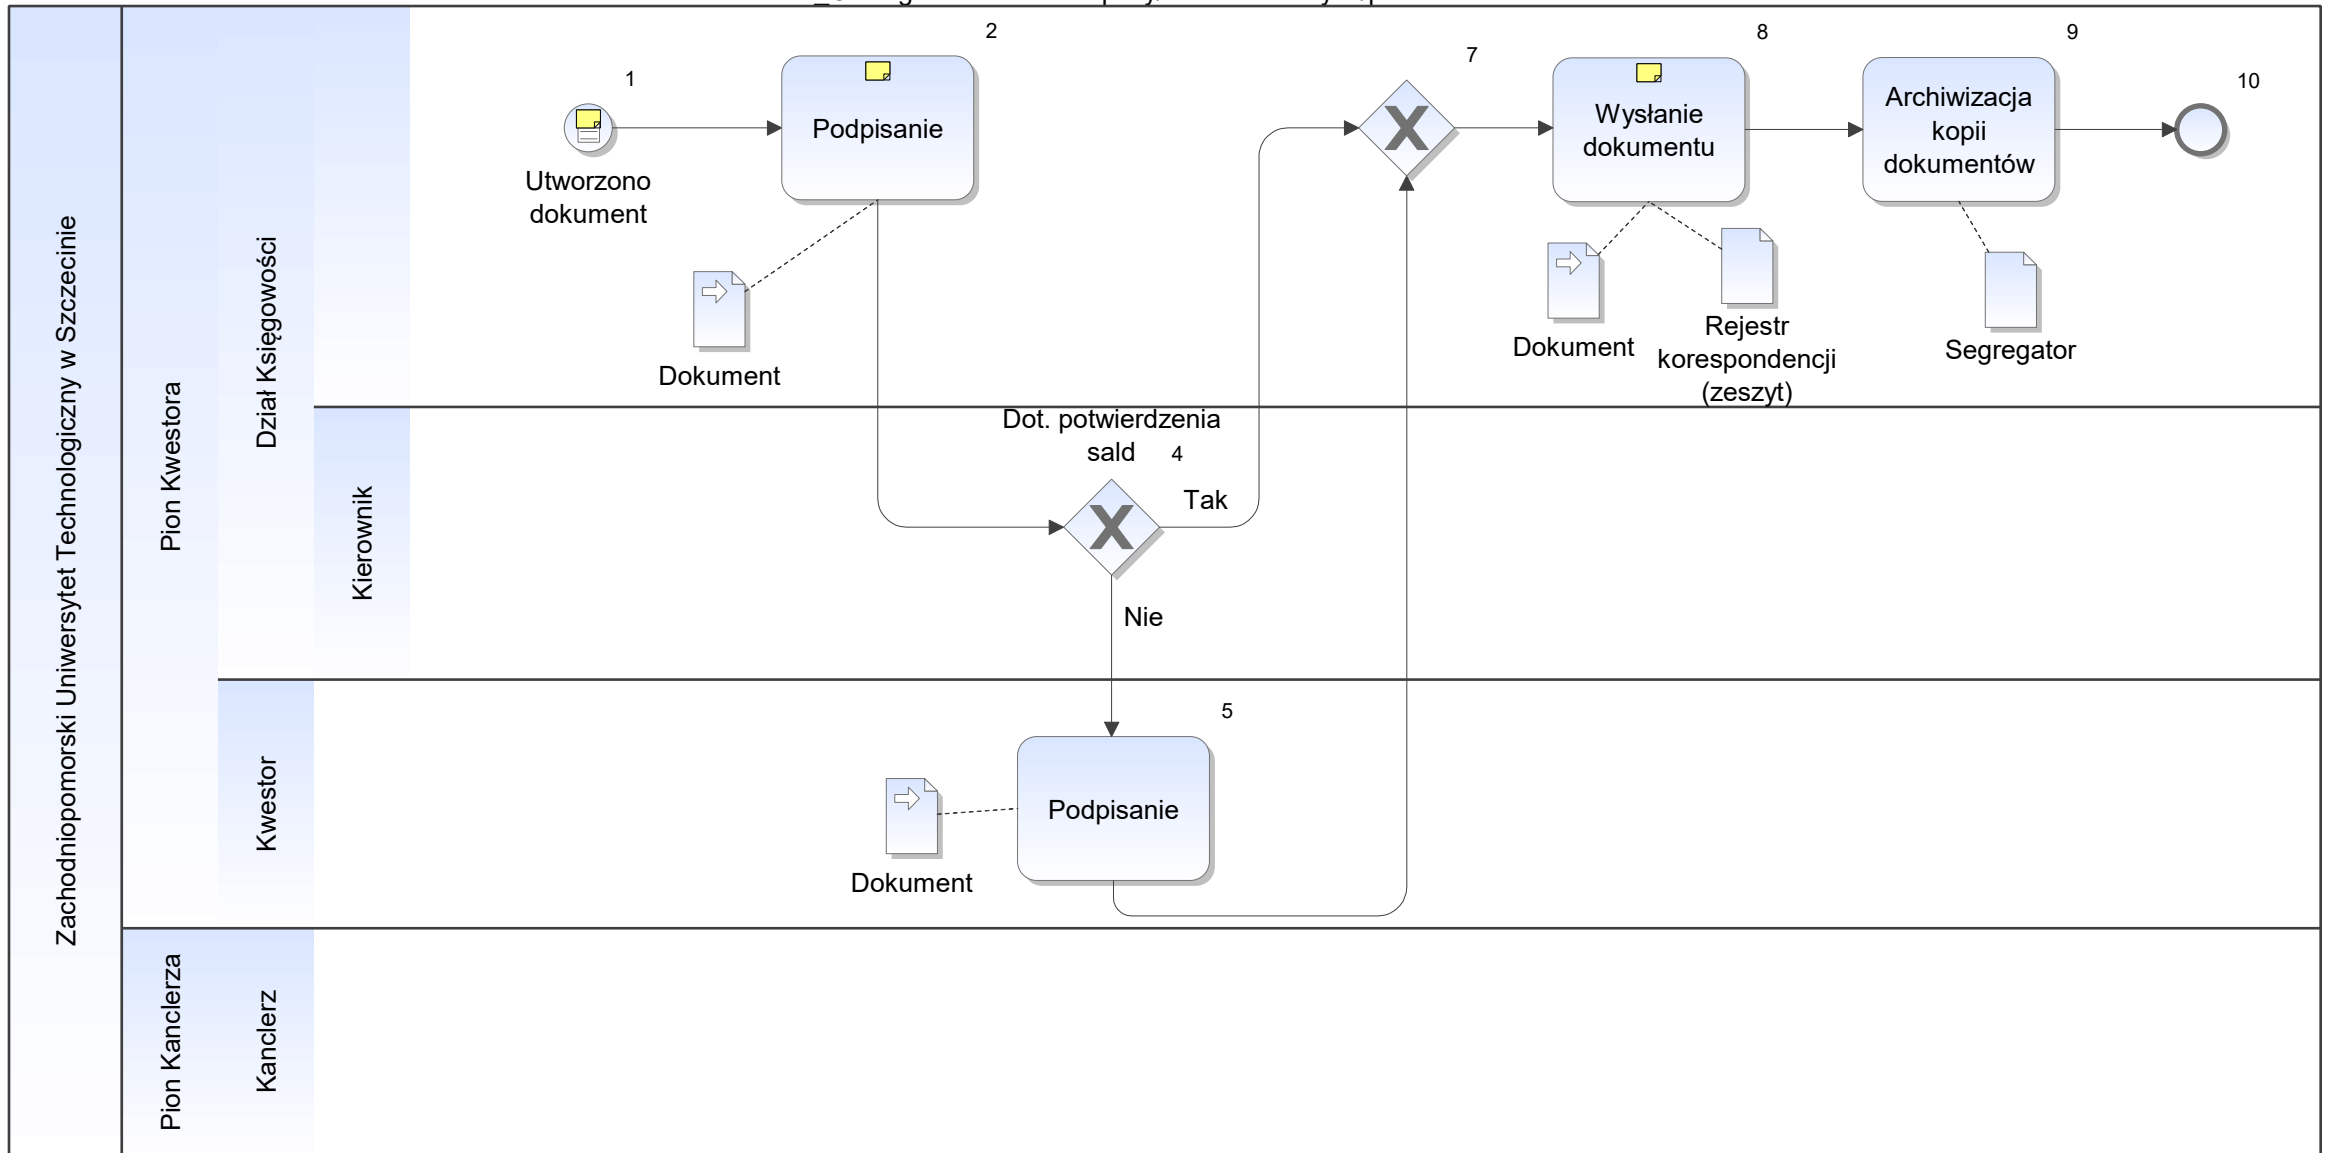 Zachodniopomorski Uniwersytet Technologiczny w Szczecinie
Pion Kwestora
Dział Księgowości
1
Utworzono
dokument
2
Podpisanie
Dokument
7
8
Wysłanie
dokumentu
Dokument
Rejestr
korespondencji
(zeszyt)
9
Archiwizacja
kopii
dokumentów
Segregator
10
Kierownik
Dot. potwierdzenia
sald
4
Tak
Nie
Kwestor
5
Podpisanie
Dokument
Pion Kanclerza
Kanclerz